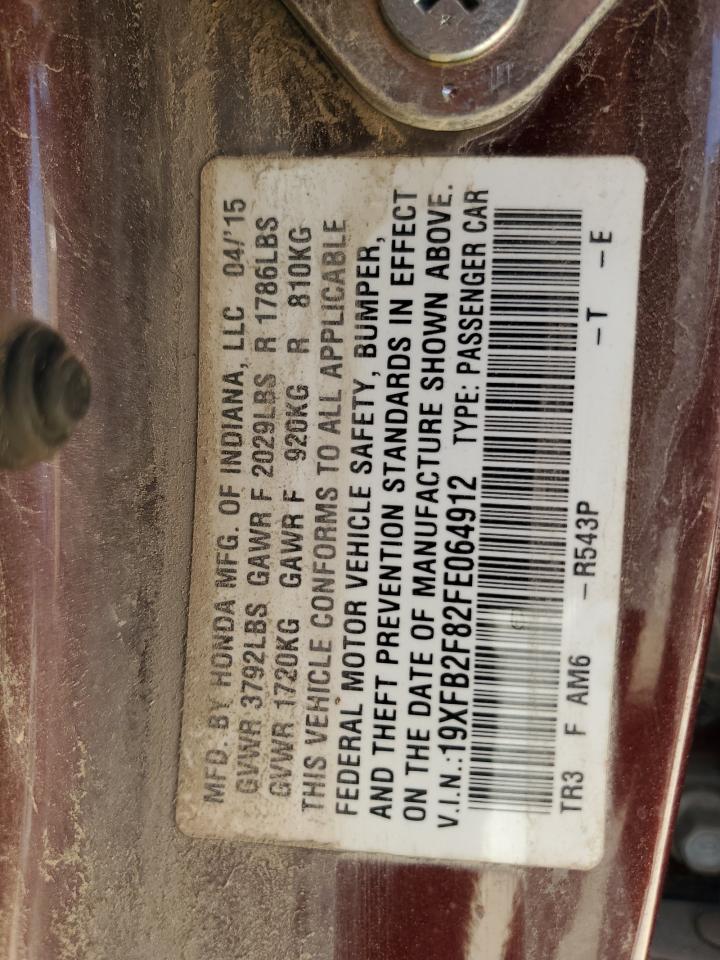 MFD. BY HONDA MFG. OF INDIANA, LLC 04/'15
GVWR 3792LBS GAWR F 2029LBS R 1786LBS
GVWR 1720KG GAWR F 920KG R 810KG
THIS VEHICLE CONFORMS TO ALL APPLICABLE
FEDERAL MOTOR VEHICLE SAFETY, BUMPER,
AND THEFT PREVENTION STANDARDS IN EFFECT
ON THE DATE OF MANUFACTURE SHOWN ABOVE.
V.I.N.:19XFB2F82FE064912 TYPE: PASSENGER CAR
TR3 F AM6 –R543P –T –E